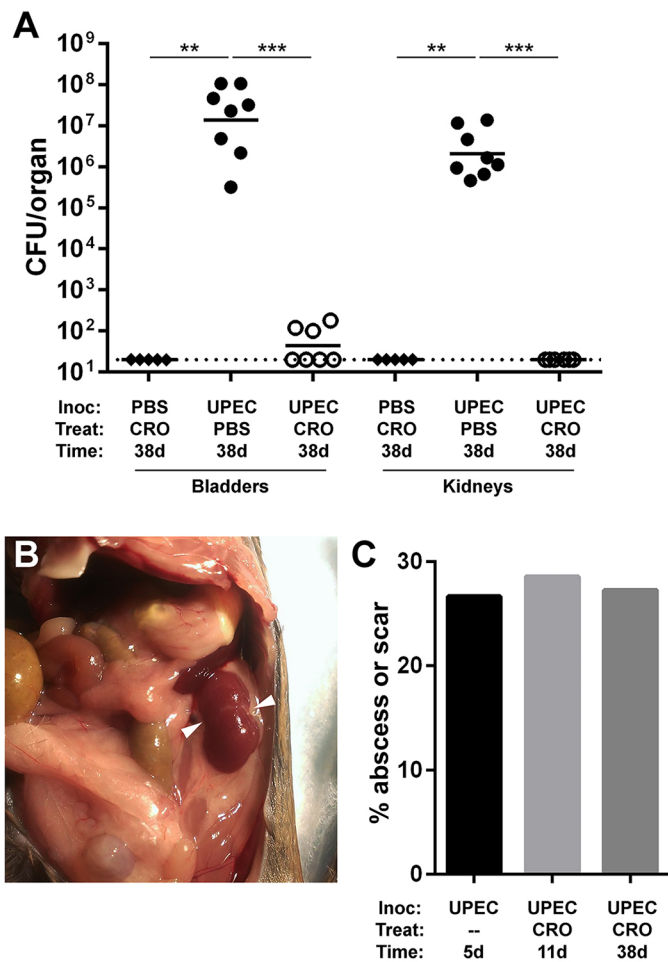 A
** *** ** ***
CFU/organ
10⁹
10⁸
10⁷
10⁶
10⁵
10⁴
10³
10²
10¹
Inoc: PBS UPEC UPEC PBS UPEC UPEC
Treat: CRO PBS CRO CRO PBS CRO
Time: 38d 38d 38d 38d 38d 38d
Bladders Kidneys
B
C
% abscess or scar
30
20
10
0
Inoc: UPEC UPEC UPEC
Treat: -- CRO CRO
Time: 5d 11d 38d